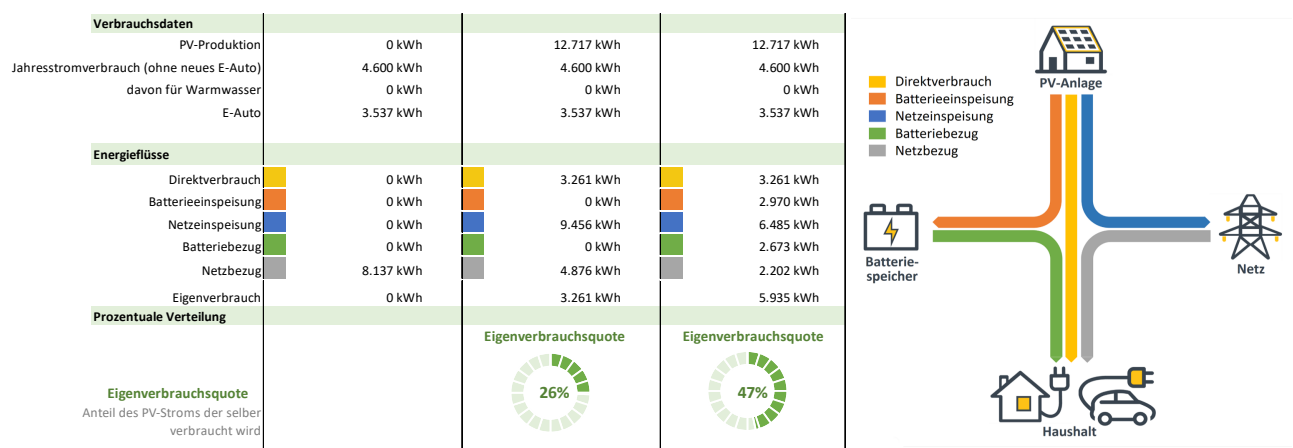 Verbrauchsdaten
PV-Produktion 0 kWh 12.717 kWh 12.717 kWh
Jahresstromverbrauch (ohne neues E-Auto) 4.600 kWh 4.600 kWh 4.600 kWh
davon für Warmwasser 0 kWh 0 kWh 0 kWh
E-Auto 3.537 kWh 3.537 kWh 3.537 kWh
Energieflüsse
Direktverbrauch 0 kWh 3.261 kWh 3.261 kWh
Batterieeinspeisung 0 kWh 0 kWh 2.970 kWh
Netzeinspeisung 0 kWh 9.456 kWh 6.485 kWh
Batteriebezug 0 kWh 0 kWh 2.673 kWh
Netzbezug 8.137 kWh 4.876 kWh 2.202 kWh
Eigenverbrauch 0 kWh 3.261 kWh 5.935 kWh
Prozentuale Verteilung
Eigenverbrauchsquote Eigenverbrauchsquote
26% 47%
Eigenverbrauchsquote
Anteil des PV-Stroms der selber
verbraucht wird
Direktverbrauch
Batterieeinspeisung
Netzeinspeisung
Batteriebezug
Netzbezug
PV-Anlage
Batterie-
speicher
Netz
Haushalt